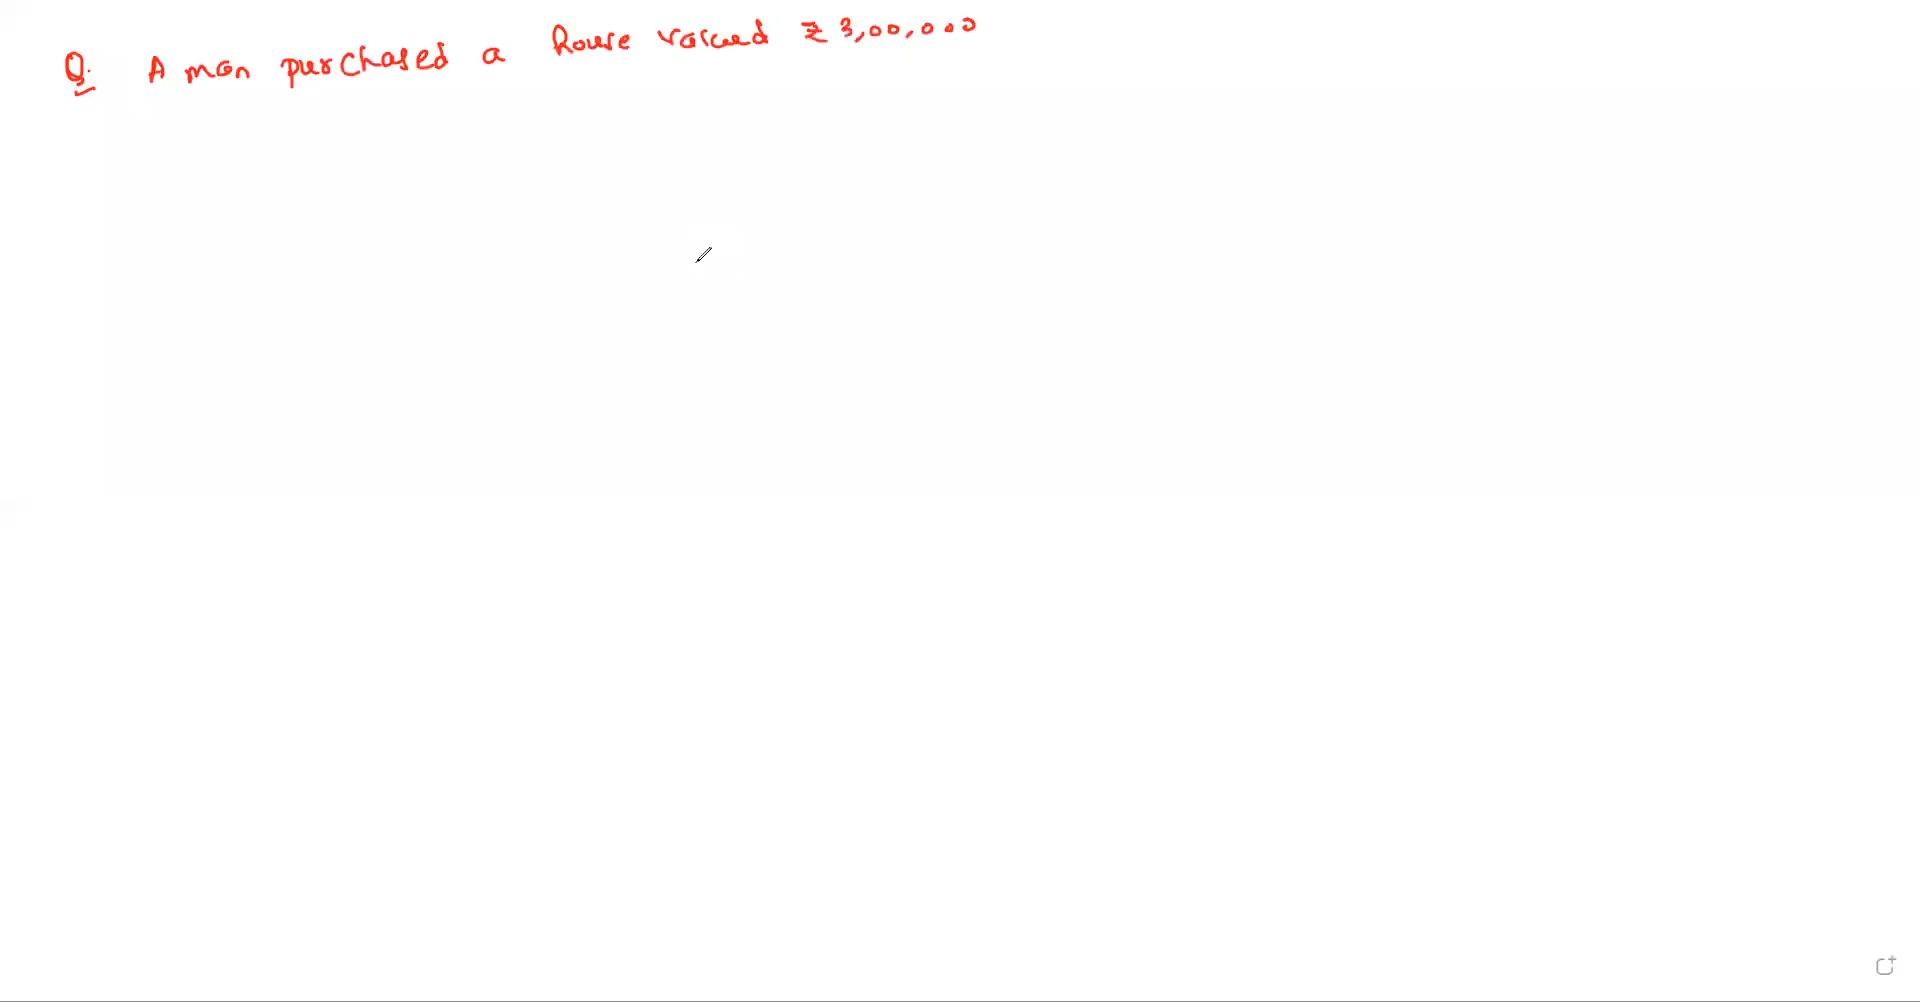 Q. A man purchased a house valued ₹ 3,00,000